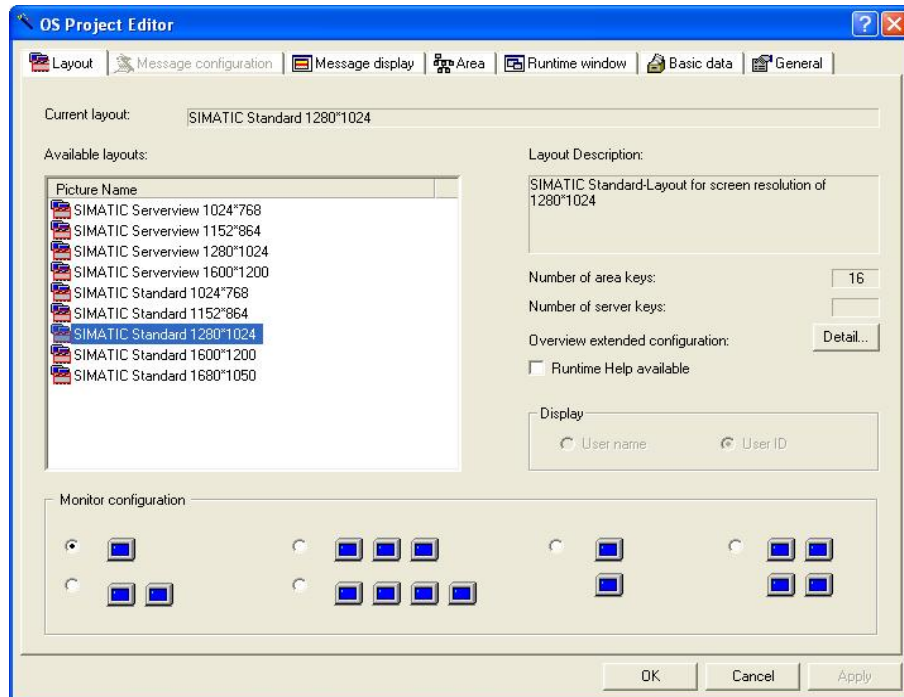 OS Project Editor
Layout Message configuration Message display Area Runtime window Basic data General
Current layout: SIMATIC Standard 1280*1024
Available layouts:
Picture Name
SIMATIC Serverview 1024*768
SIMATIC Serverview 1152*864
SIMATIC Serverview 1280*1024
SIMATIC Serverview 1600*1200
SIMATIC Standard 1024*768
SIMATIC Standard 1152*864
SIMATIC Standard 1280*1024
SIMATIC Standard 1600*1200
SIMATIC Standard 1680*1050
Layout Description:
SIMATIC Standard-Layout for screen resolution of
1280*1024
Number of area keys: 16
Number of server keys:
Overview extended configuration: Detail...
Runtime Help available
Display
User name User ID
Monitor configuration
OK Cancel Apply